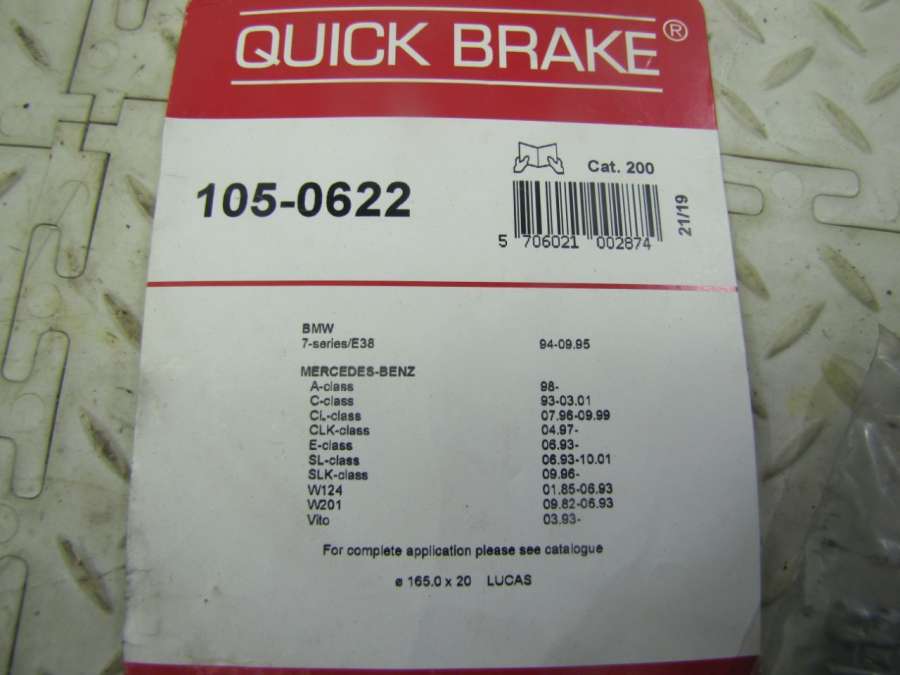 QUICK BRAKE®
Cat. 200
105-0622
21/19
5 706021 002874
BMW
7-series/E38 94-09.95
MERCEDES-BENZ
A-class 98-
C-class 93-03.01
CL-class 07.96-09.99
CLK-class 04.97-
E-class 06.93-
SL-class 06.93-10.01
SLK-class 09.96-
W124 01.85-06.93
W201 09.82-06.93
Vito 03.93-
For complete application please see catalogue
ø 165.0 x 20 LUCAS